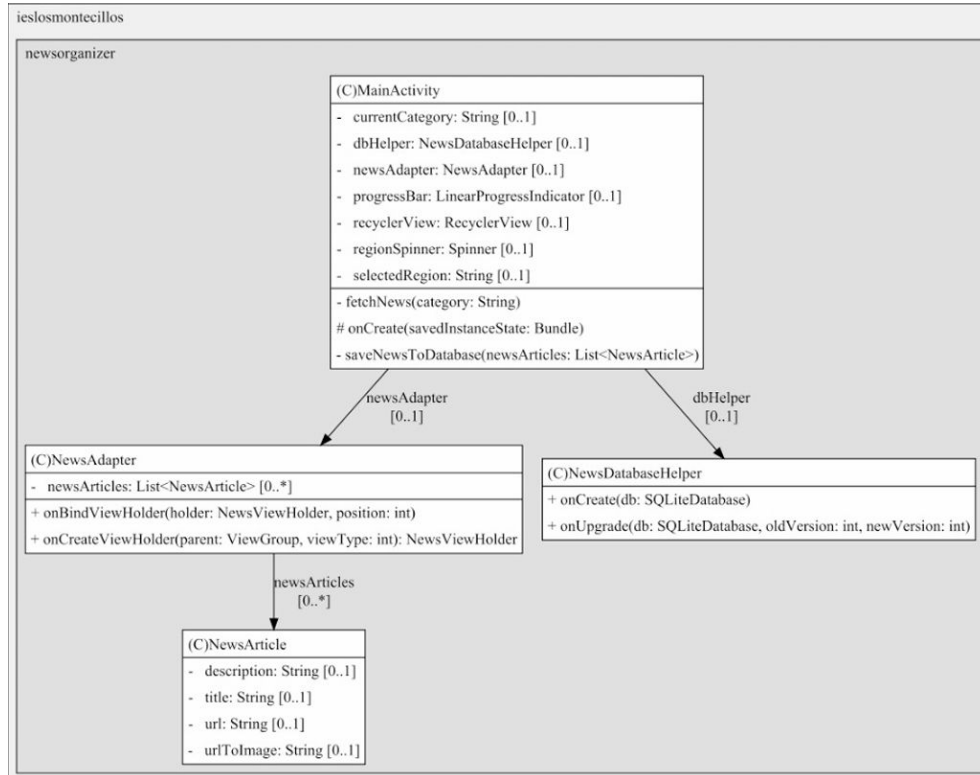 ieslosmontecillos
newsorganizer
(C)MainActivity
- currentCategory: String [0..1]
- dbHelper: NewsDatabaseHelper [0..1]
- newsAdapter: NewsAdapter [0..1]
- progressBar: LinearProgressIndicator [0..1]
- recyclerView: RecyclerView [0..1]
- regionSpinner: Spinner [0..1]
- selectedRegion: String [0..1]
- fetchNews(category: String)
# onCreate(savedInstanceState: Bundle)
- saveNewsToDatabase(newsArticles: List<NewsArticle>)
newsAdapter
[0..1]
dbHelper
[0..1]
(C)NewsAdapter
- newsArticles: List<NewsArticle> [0..*]
+ onBindViewHolder(holder: NewsViewHolder, position: int)
+ onCreateViewHolder(parent: ViewGroup, viewType: int): NewsViewHolder
(C)NewsDatabaseHelper
+ onCreate(db: SQLiteDatabase)
+ onUpgrade(db: SQLiteDatabase, oldVersion: int, newVersion: int)
newsArticles
[0..*]
(C)NewsArticle
- description: String [0..1]
- title: String [0..1]
- url: String [0..1]
- urlToImage: String [0..1]